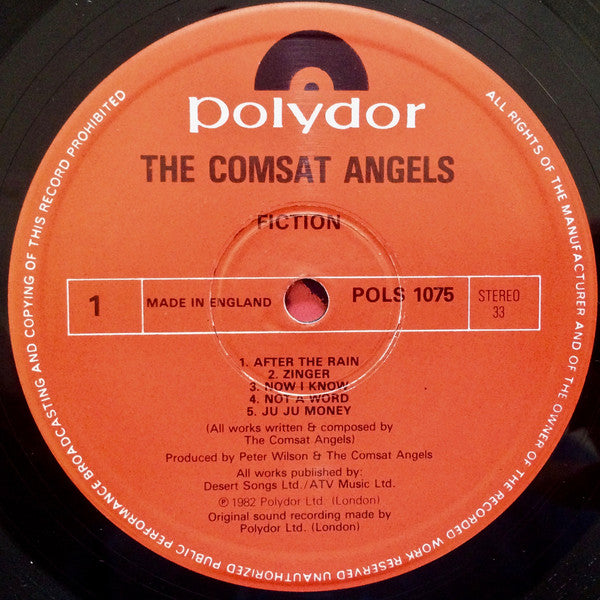 polydor
THE COMSAT ANGELS
FICTION
1
MADE IN ENGLAND
POLS 1075
STEREO
33
1. AFTER THE RAIN
2. ZINGER
3. NOW I KNOW
4. NOT A WORD
5. JU JU MONEY
(All works written & composed by
The Comsat Angels)
Produced by Peter Wilson & The Comsat Angels
All works published by:
Desert Songs Ltd./ATV Music Ltd.
℗ 1982 Polydor Ltd. (London)
Original sound recording made by
Polydor Ltd. (London)
ALL RIGHTS OF THE MANUFACTURER AND OF THE OWNER OF THE RECORDED WORK RESERVED UNAUTHORIZED PUBLIC PERFORMANCE BROADCASTING AND COPYING OF THIS RECORD PROHIBITED